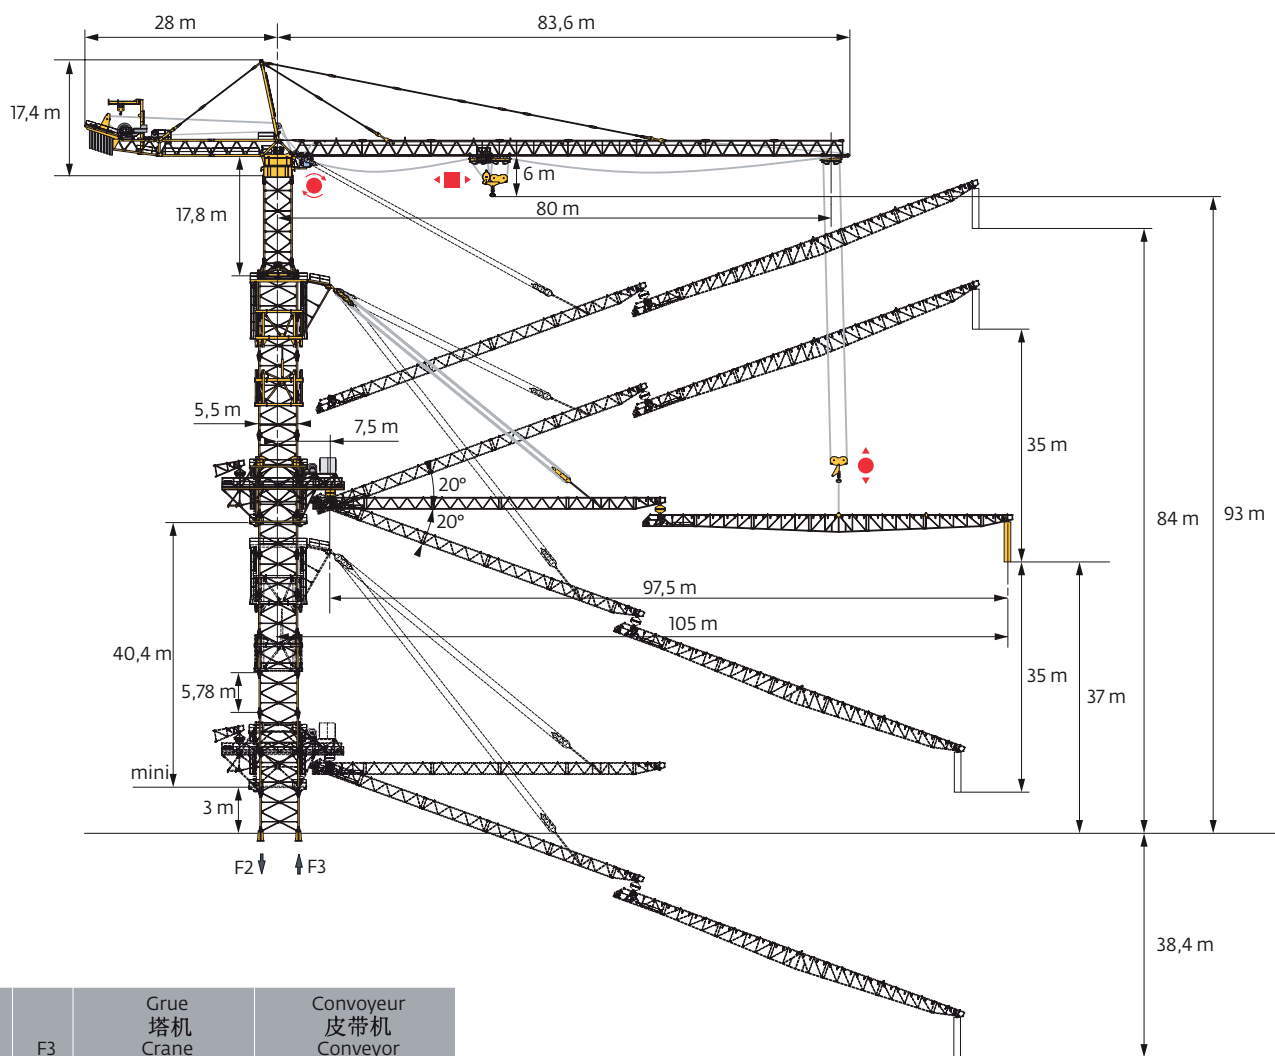 28 m
83,6 m
17,4 m
6 m
17,8 m
80 m
5,5 m
7,5 m
35 m
20°
20°
84 m
93 m
97,5 m
105 m
40,4 m
35 m
37 m
5,78 m
mini
3 m
F2
F3
38,4 m
Grue
Convoyeur
塔机
皮带机
F3
Crane
Conveyor